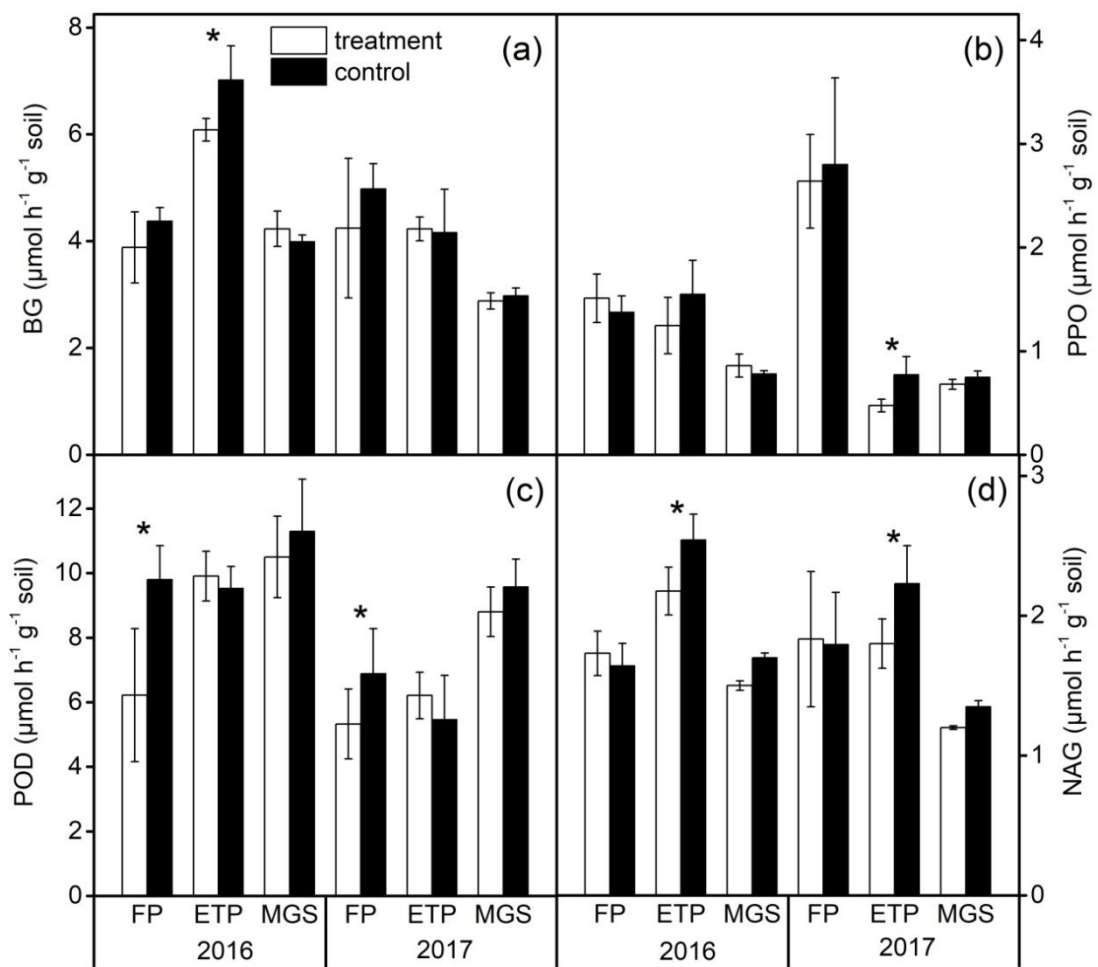 treatment
control
(a)
BG (µmol h⁻¹ g⁻¹ soil)
8
6
4
2
0
*
(b)
PPO (µmol h⁻¹ g⁻¹ soil)
4
3
2
1
0
*
(c)
POD (µmol h⁻¹ g⁻¹ soil)
12
10
8
6
4
2
0
*
*
(d)
NAG (µmol h⁻¹ g⁻¹ soil)
3
2
1
0
*
*
FP ETP MGS FP ETP MGS FP ETP MGS FP ETP MGS
2016 2017 2016 2017